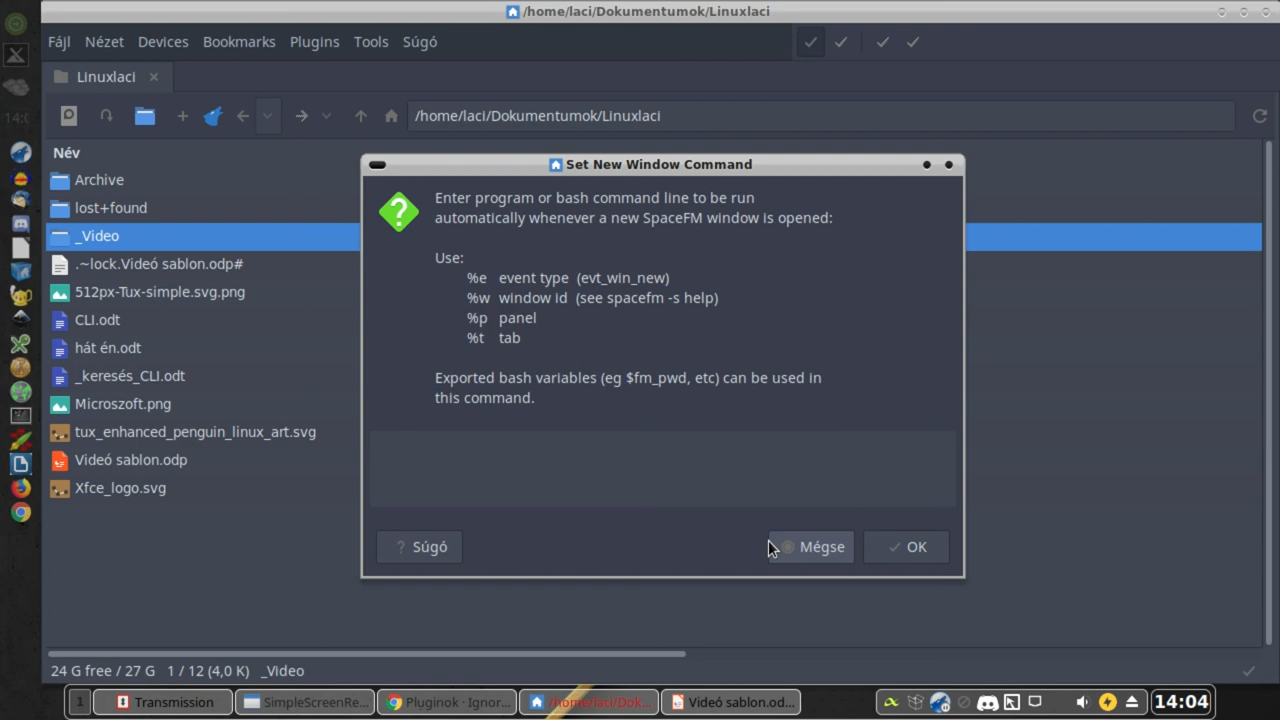 /home/laci/Dokumentumok/Linuxlaci
Fájl Nézet Devices Bookmarks Plugins Tools Súgó
Linuxlaci
/home/laci/Dokumentumok/Linuxlaci
Név
Archive
lost+found
_Video
.~lock.Videó sablon.odp#
512px-Tux-simple.svg.png
CLI.odt
hát én.odt
_keresés_CLI.odt
Microszoft.png
tux_enhanced_penguin_linux_art.svg
Videó sablon.odp
Xfce_logo.svg
Set New Window Command
Enter program or bash command line to be run
automatically whenever a new SpaceFM window is opened:
Use:
%e event type (evt_win_new)
%w window id (see spacefm -s help)
%p panel
%t tab
Exported bash variables (eg $fm_pwd, etc) can be used in
this command.
Súgó Mégse OK
24 G free / 27 G 1 / 12 (4,0 K) _Video
1 Transmission SimpleScreenRe... Pluginok - Ignor... /home/laci/Dok... Videó sablon.od... 14:04